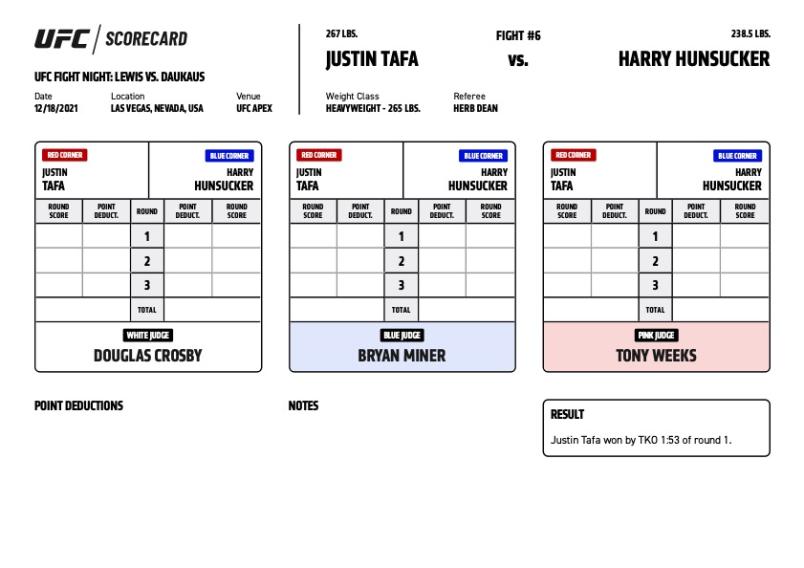 UFC / SCORECARD
UFC FIGHT NIGHT: LEWIS VS. DAUKAUS
Date Location Venue
12/18/2021 LAS VEGAS, NEVADA, USA UFC APEX
267 LBS. FIGHT #6 238.5 LBS.
JUSTIN TAFA VS. HARRY HUNSUCKER
Weight Class Referee
HEAVYWEIGHT - 265 LBS. HERB DEAN
RED CORNER BLUE CORNER
JUSTIN HARRY
TAFA HUNSUCKER
ROUND SCORE POINT DEDUCT. ROUND POINT DEDUCT. ROUND SCORE
1
2
3
TOTAL
WHITE JUDGE
DOUGLAS CROSBY
RED CORNER BLUE CORNER
JUSTIN HARRY
TAFA HUNSUCKER
ROUND SCORE POINT DEDUCT. ROUND POINT DEDUCT. ROUND SCORE
1
2
3
TOTAL
BLUE JUDGE
BRYAN MINER
RED CORNER BLUE CORNER
JUSTIN HARRY
TAFA HUNSUCKER
ROUND SCORE POINT DEDUCT. ROUND POINT DEDUCT. ROUND SCORE
1
2
3
TOTAL
PINK JUDGE
TONY WEEKS
POINT DEDUCTIONS
NOTES
RESULT
Justin Tafa won by TKO 1:53 of round 1.